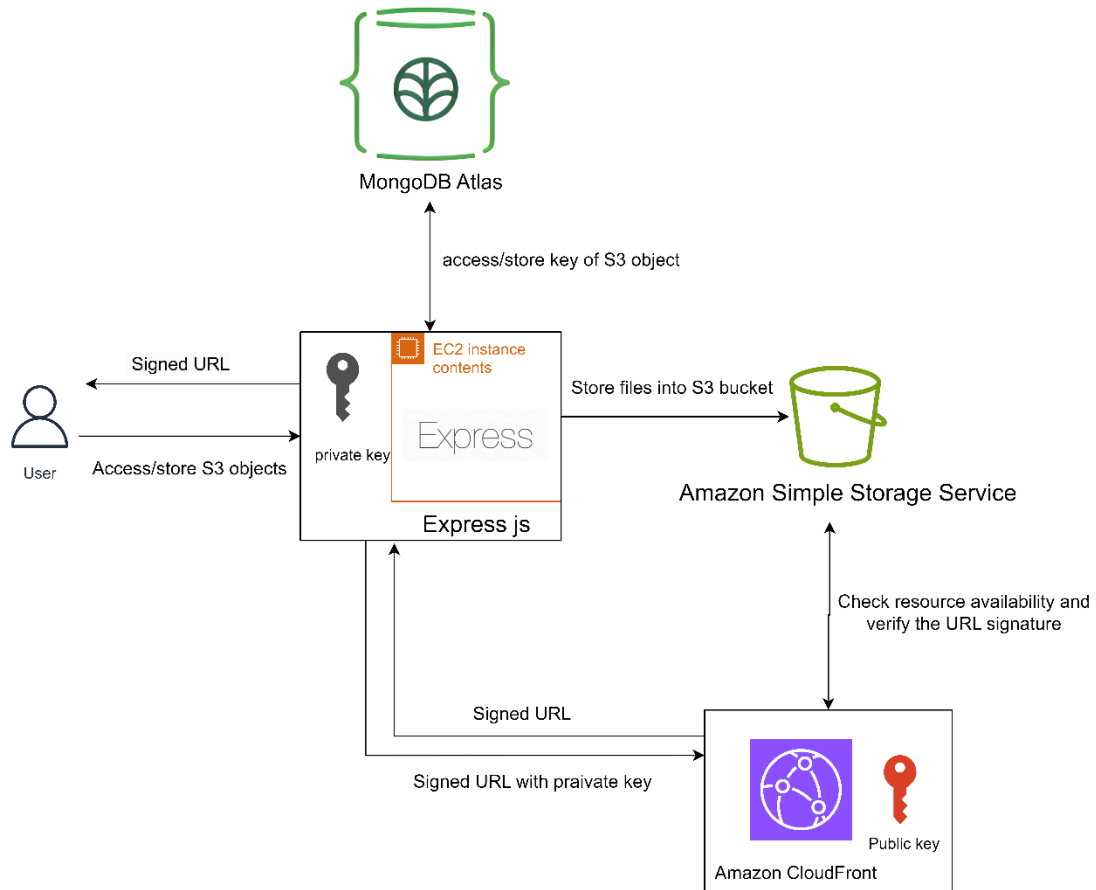 MongoDB Atlas
access/store key of S3 object
EC2 instance
contents
Signed URL
Store files into S3 bucket
Express
private key
User
Access/store S3 objects
Amazon Simple Storage Service
Express js
Check resource availability and
verify the URL signature
Signed URL
Signed URL with praivate key
Public key
Amazon CloudFront